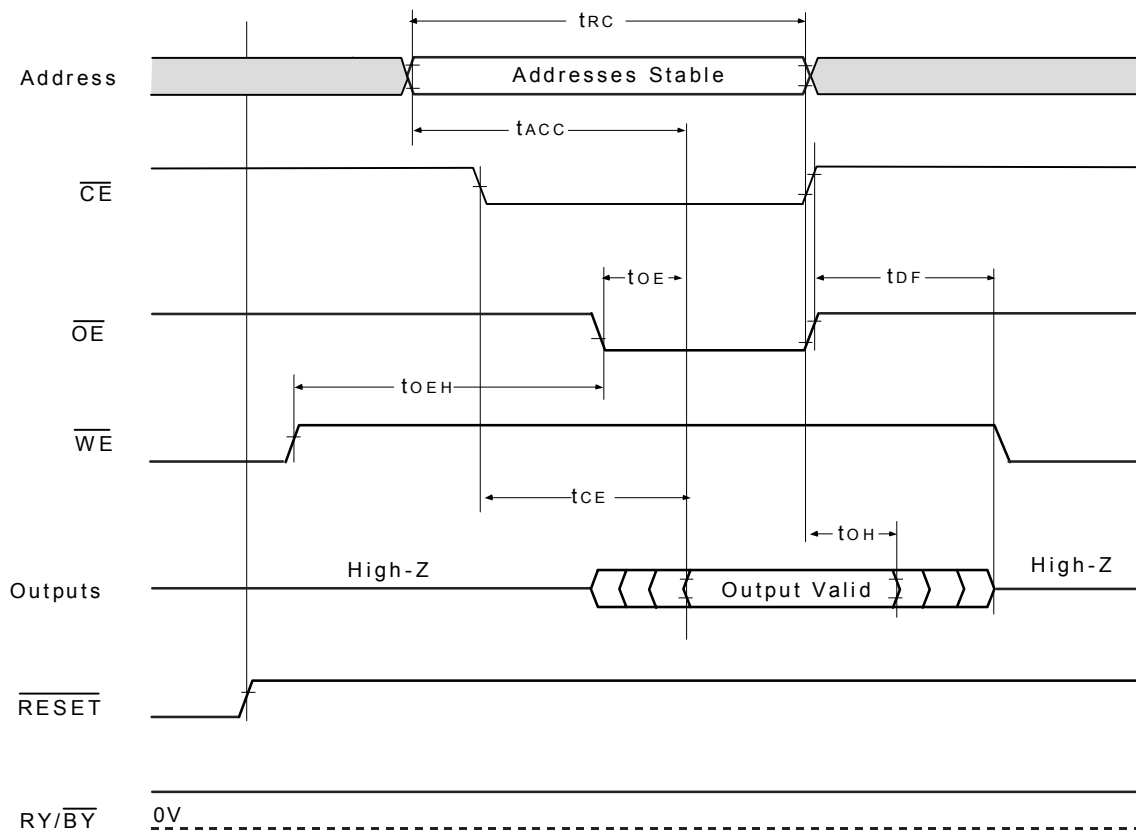 tRC
Address
Addresses Stable
tACC
CE
tOE
tDF
OE
tOEH
WE
tCE
tOH
High-Z
High-Z
Outputs
Output Valid
RESET
RY/BY
0V